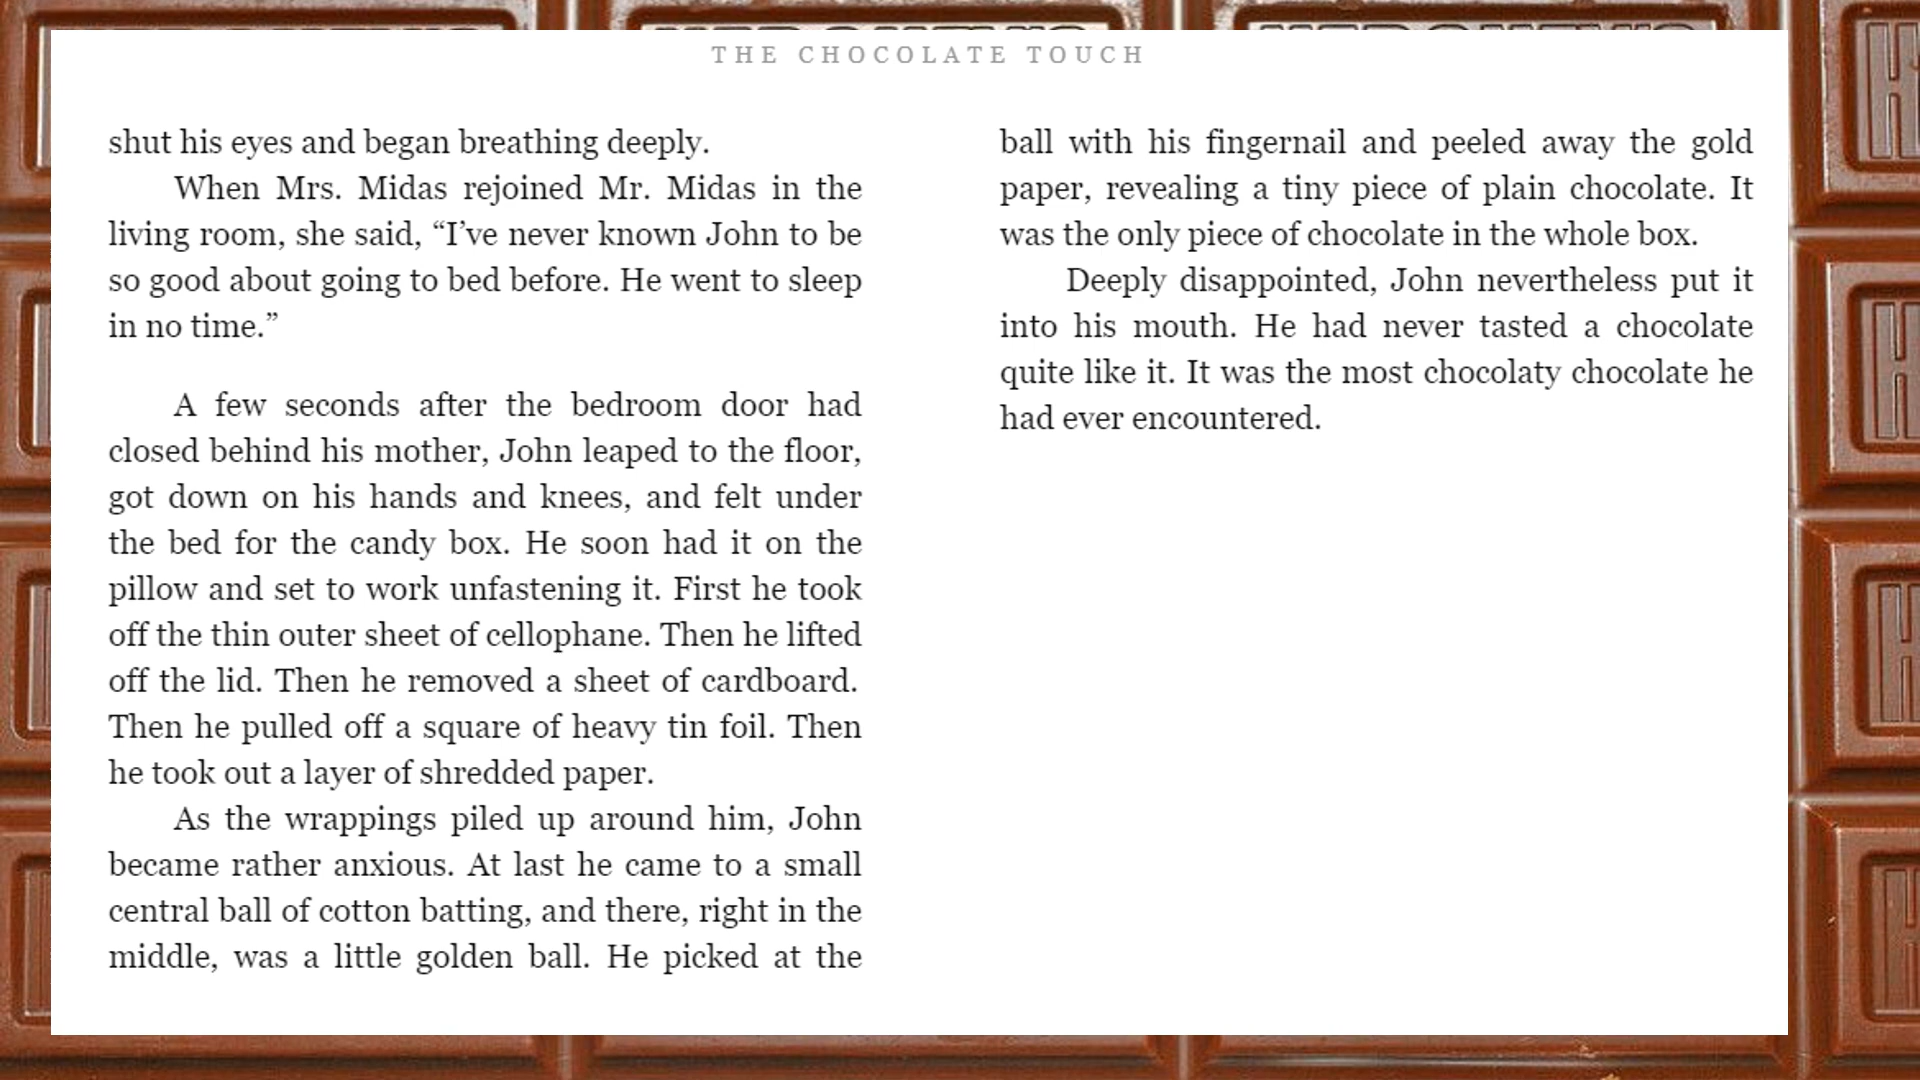 THE CHOCOLATE TOUCH
shut his eyes and began breathing deeply.
When Mrs. Midas rejoined Mr. Midas in the
living room, she said, “I’ve never known John to be
so good about going to bed before. He went to sleep
in no time.”
A few seconds after the bedroom door had
closed behind his mother, John leaped to the floor,
got down on his hands and knees, and felt under
the bed for the candy box. He soon had it on the
pillow and set to work unfastening it. First he took
off the thin outer sheet of cellophane. Then he lifted
off the lid. Then he removed a sheet of cardboard.
Then he pulled off a square of heavy tin foil. Then
he took out a layer of shredded paper.
As the wrappings piled up around him, John
became rather anxious. At last he came to a small
central ball of cotton batting, and there, right in the
middle, was a little golden ball. He picked at the
ball with his fingernail and peeled away the gold
paper, revealing a tiny piece of plain chocolate. It
was the only piece of chocolate in the whole box.
Deeply disappointed, John nevertheless put it
into his mouth. He had never tasted a chocolate
quite like it. It was the most chocolaty chocolate he
had ever encountered.